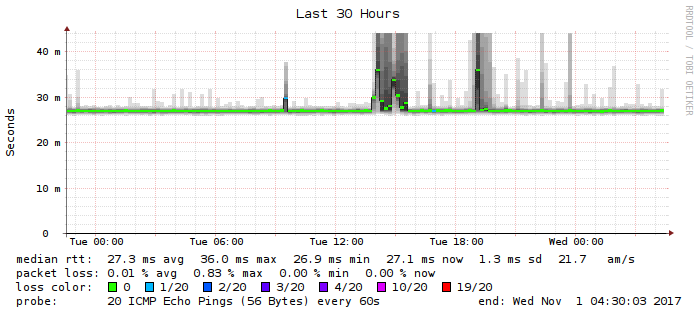 Last 30 Hours
RRDTOOL / TOBI OETIKER
Seconds
40 m
30 m
20 m
10 m
0
Tue 00:00 Tue 06:00 Tue 12:00 Tue 18:00 Wed 00:00
median rtt: 27.3 ms avg 36.0 ms max 26.9 ms min 27.1 ms now 1.3 ms sd 21.7 am/s
packet loss: 0.01 % avg 0.83 % max 0.00 % min 0.00 % now
loss color: 0 1/20 2/20 3/20 4/20 10/20 19/20
probe: 20 ICMP Echo Pings (56 Bytes) every 60s end: Wed Nov 1 04:30:03 2017